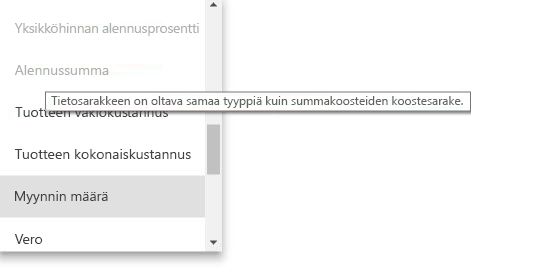 Yksikköhinnan alennusprosentti
Alennussumma
Tietosarakkeen on oltava samaa tyyppiä kuin summakoosteiden koostesarake.
Tuotteen vakiokustannus
Tuotteen kokonaiskustannus
Myynnin määrä
Vero